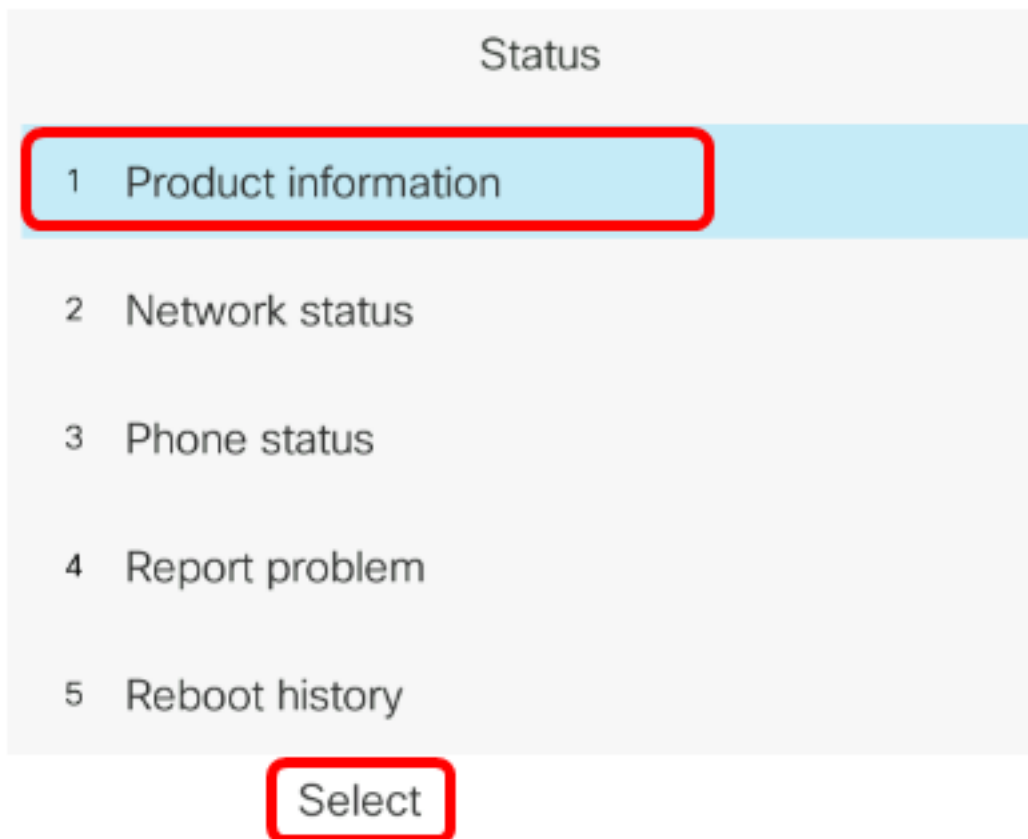 Status
1 Product information
2 Network status
3 Phone status
4 Report problem
5 Reboot history
Select